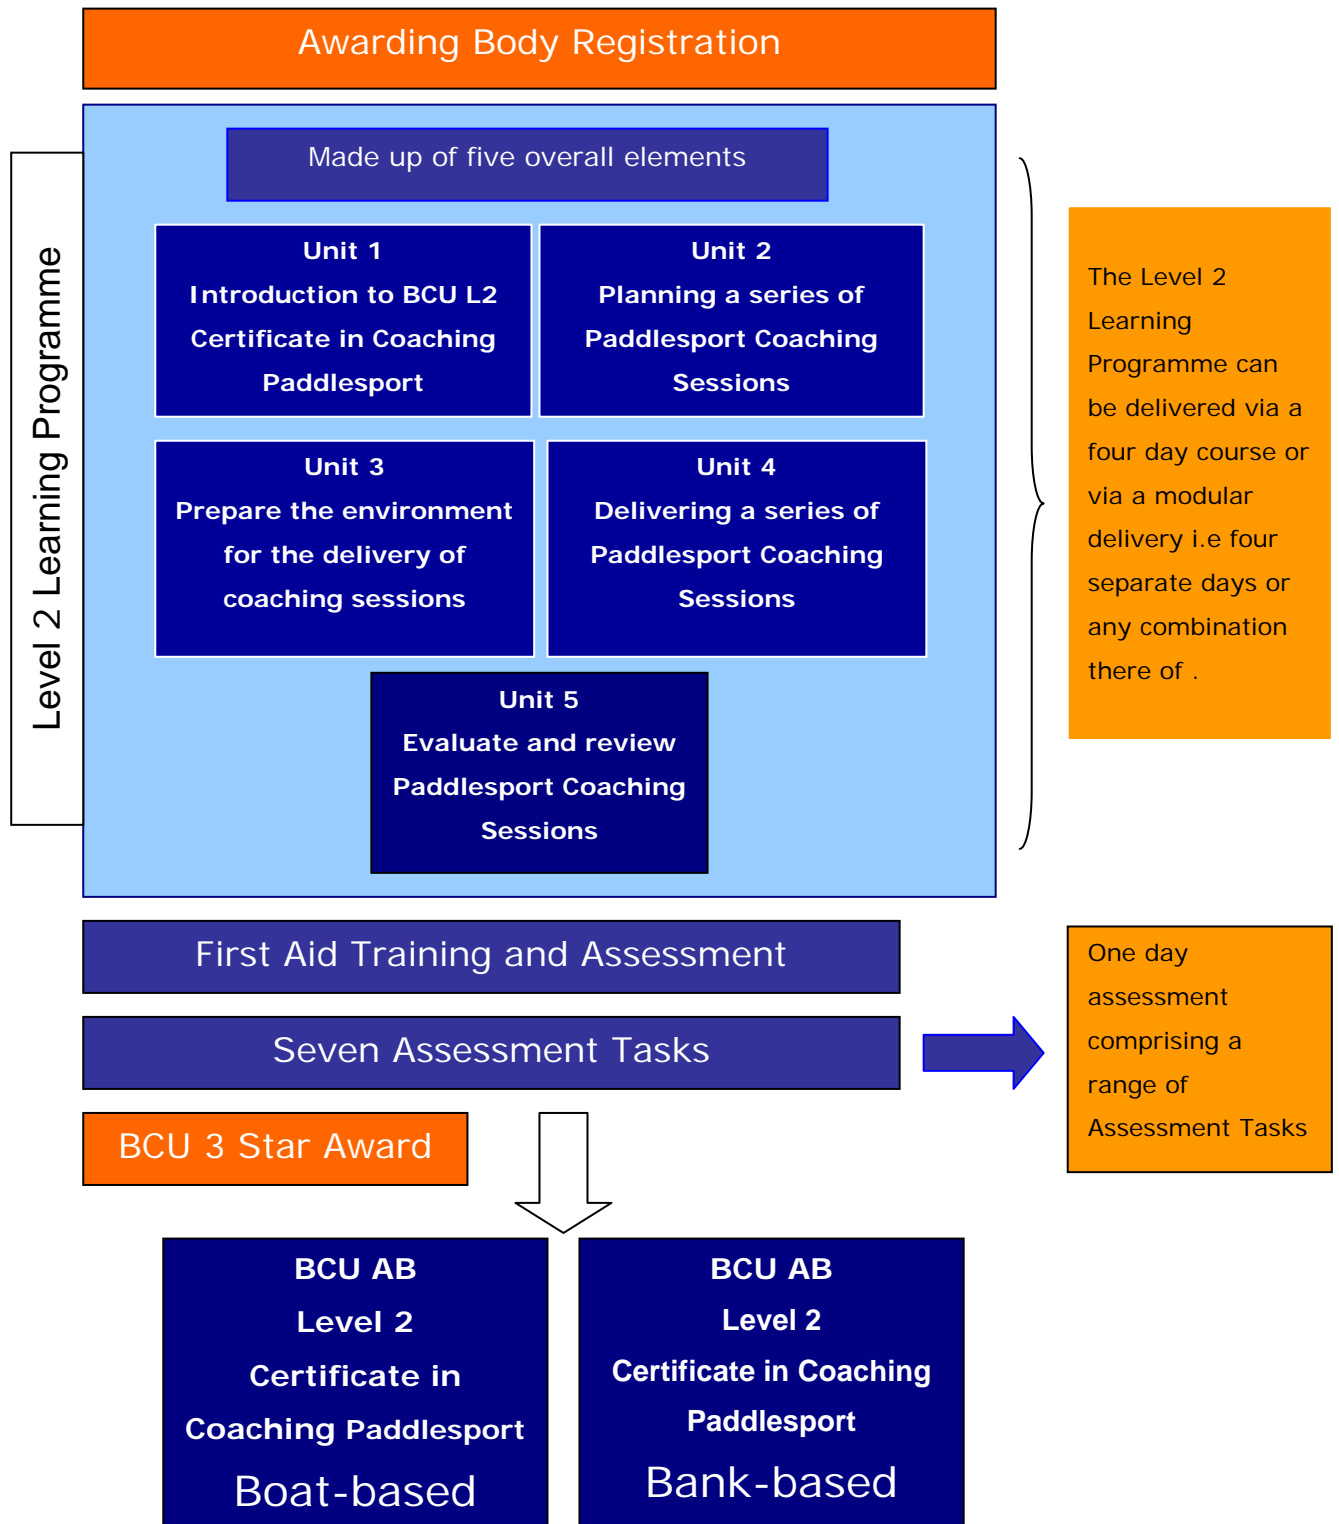 Awarding Body Registration
Level 2 Learning Programme
Made up of five overall elements
Unit 1
Introduction to BCU L2
Certificate in Coaching
Paddlesport
Unit 2
Planning a series of
Paddlesport Coaching
Sessions
Unit 3
Prepare the environment
for the delivery of
coaching sessions
Unit 4
Delivering a series of
Paddlesport Coaching
Sessions
Unit 5
Evaluate and review
Paddlesport Coaching
Sessions
The Level 2
Learning
Programme can
be delivered via a
four day course or
via a modular
delivery i.e four
separate days or
any combination
there of .
First Aid Training and Assessment
Seven Assessment Tasks
One day
assessment
comprising a
range of
Assessment Tasks
BCU 3 Star Award
BCU AB
Level 2
Certificate in
Coaching Paddlesport
Boat-based
BCU AB
Level 2
Certificate in Coaching
Paddlesport
Bank-based